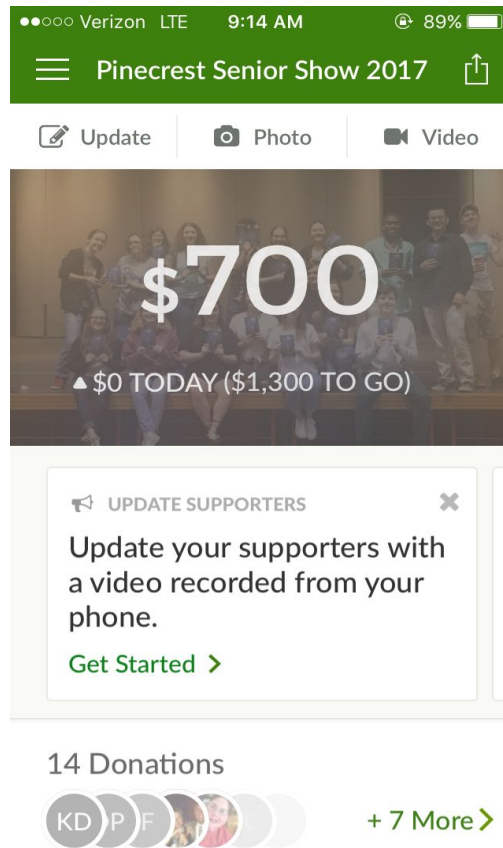 Verizon LTE 9:14 AM 89%
Pinecrest Senior Show 2017
Update Photo Video
$700
$0 TODAY ($1,300 TO GO)
UPDATE SUPPORTERS
Update your supporters with
a video recorded from your
phone.
Get Started
14 Donations
KD P F C + 7 More